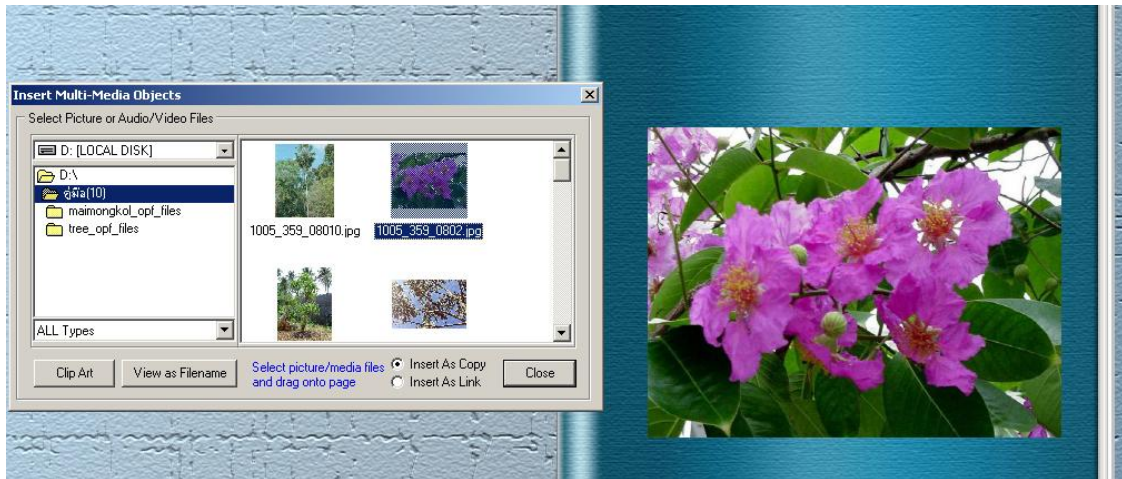 Insert Multi-Media Objects
Select Picture or Audio/Video Files
D: [LOCAL DISK]
D:\
คู่มือ(10)
maimongkol_opf_files
tree_opf_files
ALL Types
1005_359_08010.jpg
1005_359_0802.jpg
Clip Art
View as Filename
Select picture/media files
and drag onto page
Insert As Copy
Insert As Link
Close